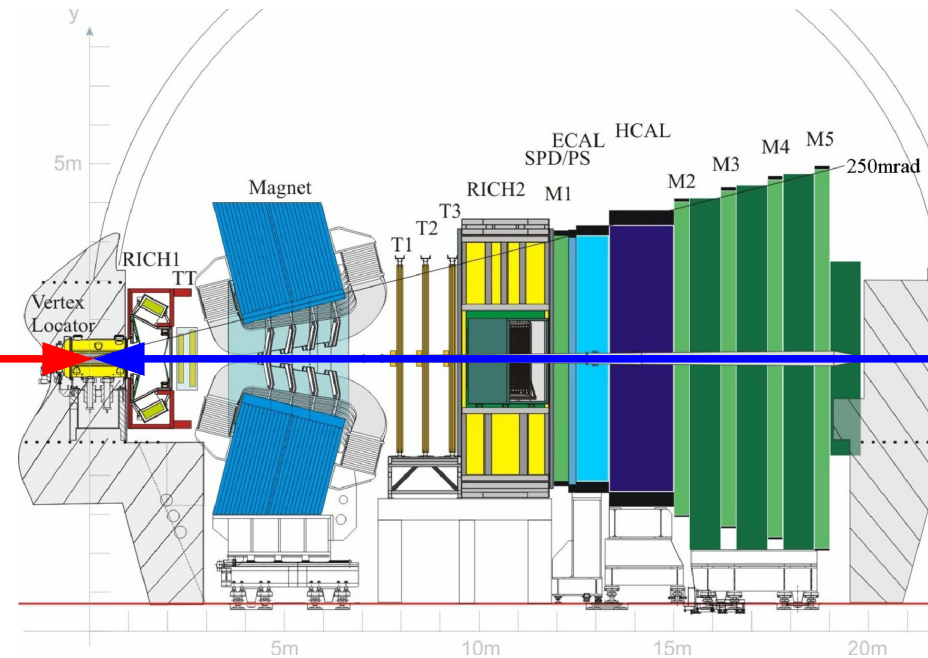 y
5m
Magnet
RICH1
TT
Vertex
Locator
T1
T2
T3
RICH2
SPD/PS
ECAL
HCAL
M1
M2
M3
M4
M5
250mrad
5m
10m
15m
20m